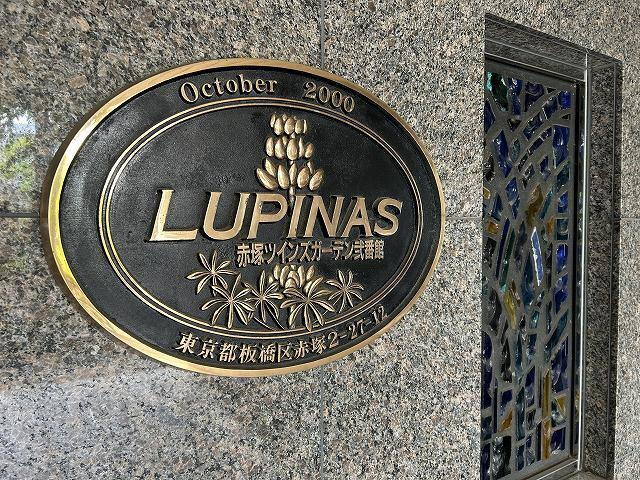 October 2000
LUPINAS
赤塚ツインズガーデン弐番館
東京都板橋区赤塚2-27-12